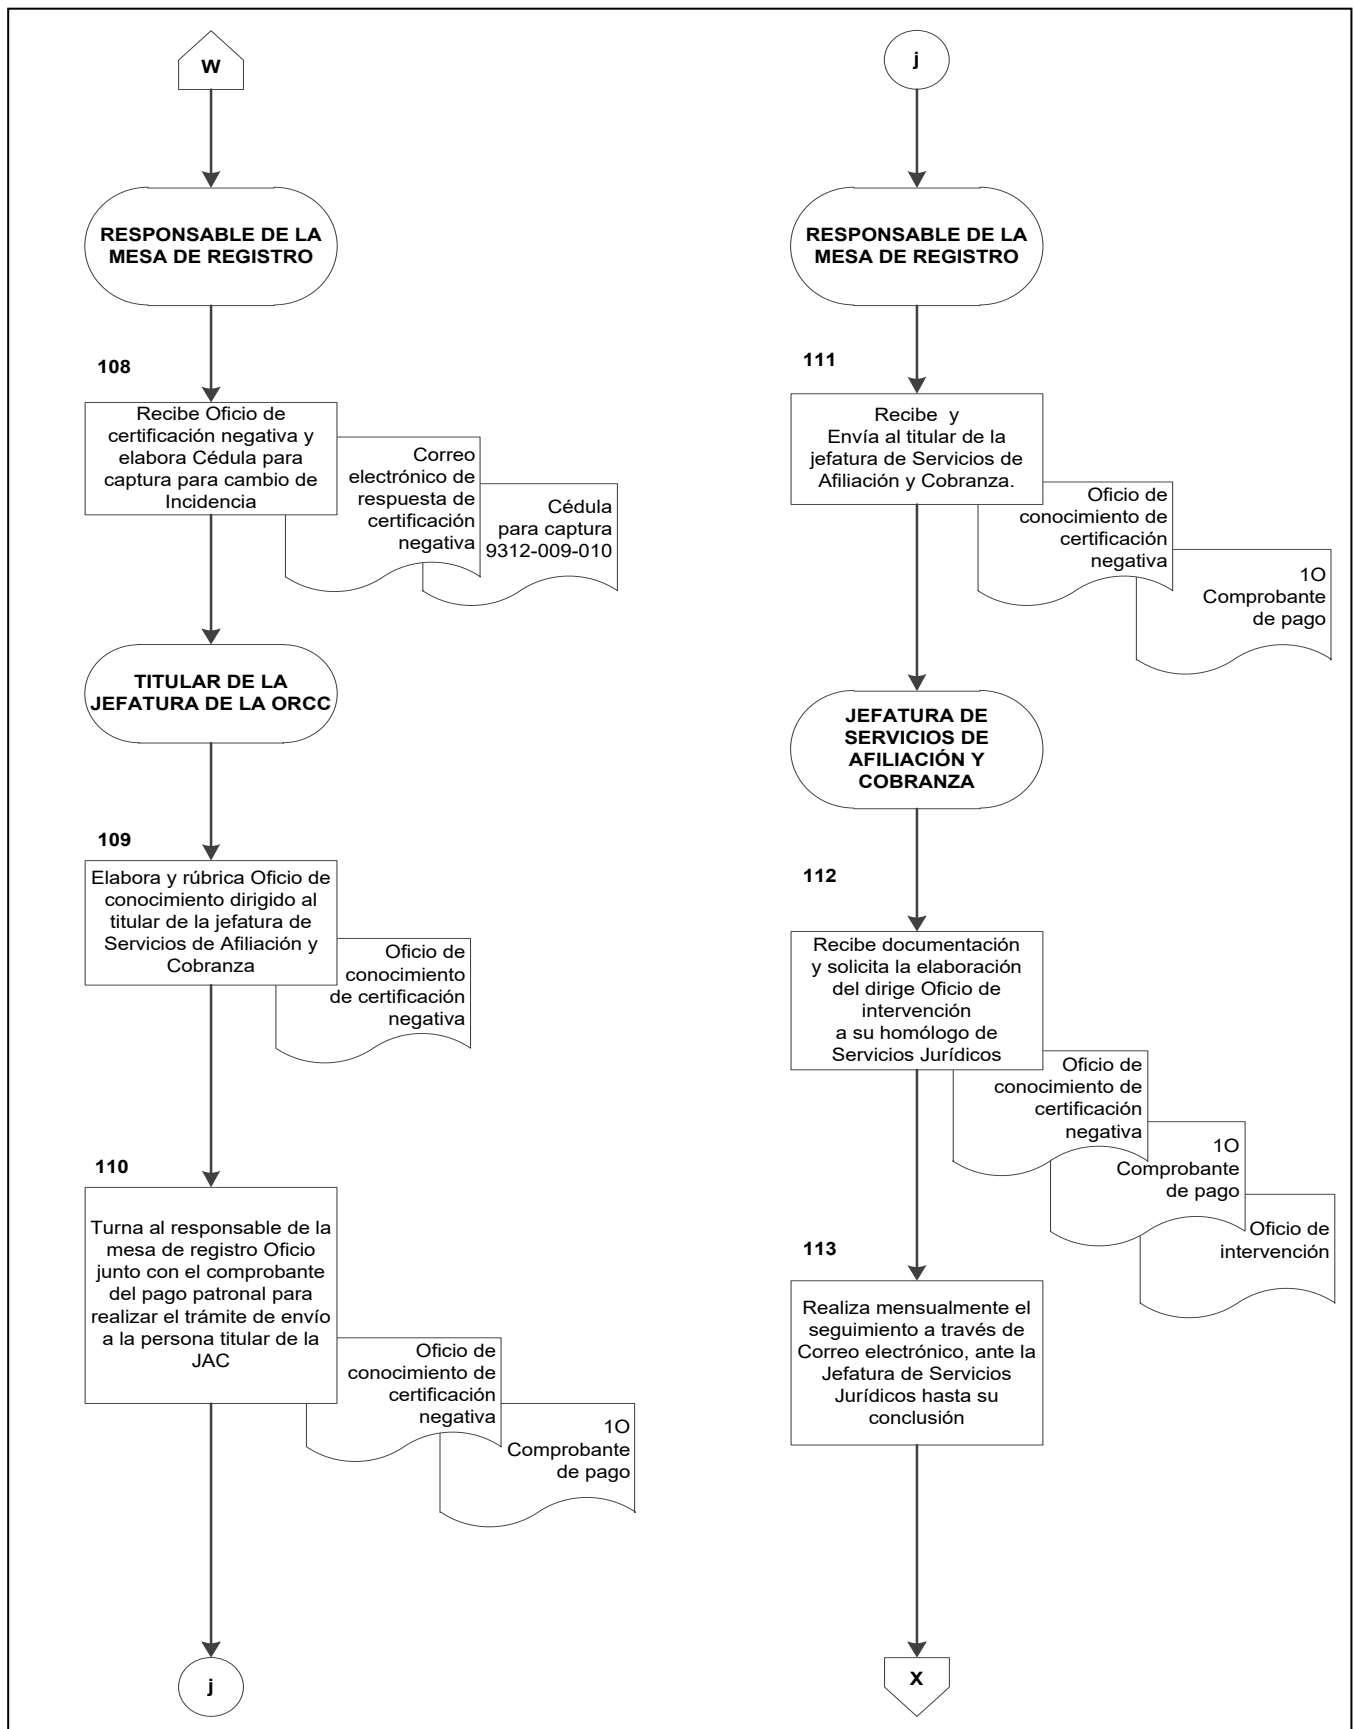 W
RESPONSABLE DE LA
MESA DE REGISTRO
108
Recibe Oficio de
certificación negativa y
elabora Cédula para
captura para cambio de
Incidencia
Correo
electrónico de
respuesta de
certificación
negativa
Cédula
para captura
9312-009-010
TITULAR DE LA
JEFATURA DE LA ORCC
109
Elabora y rúbrica Oficio de
conocimiento dirigido al
titular de la jefatura de
Servicios de Afiliación y
Cobranza
Oficio de
conocimiento
de certificación
negativa
110
Turna al responsable de la
mesa de registro Oficio
junto con el comprobante
del pago patronal para
realizar el trámite de envío
a la persona titular de la
JAC
Oficio de
conocimiento de
certificación
negativa
1O
Comprobante
de pago
j
j
RESPONSABLE DE LA
MESA DE REGISTRO
111
Recibe y
Envía al titular de la
jefatura de Servicios de
Afiliación y Cobranza.
Oficio de
conocimiento de
certificación
negativa
1O
Comprobante
de pago
JEFATURA DE
SERVICIOS DE
AFILIACIÓN Y
COBRANZA
112
Recibe documentación
y solicita la elaboración
del dirige Oficio de
intervención
a su homólogo de
Servicios Jurídicos
Oficio de
conocimiento de
certificación
negativa
1O
Comprobante
de pago
Oficio de
intervención
113
Realiza mensualmente el
seguimiento a través de
Correo electrónico, ante la
Jefatura de Servicios
Jurídicos hasta su
conclusión
X